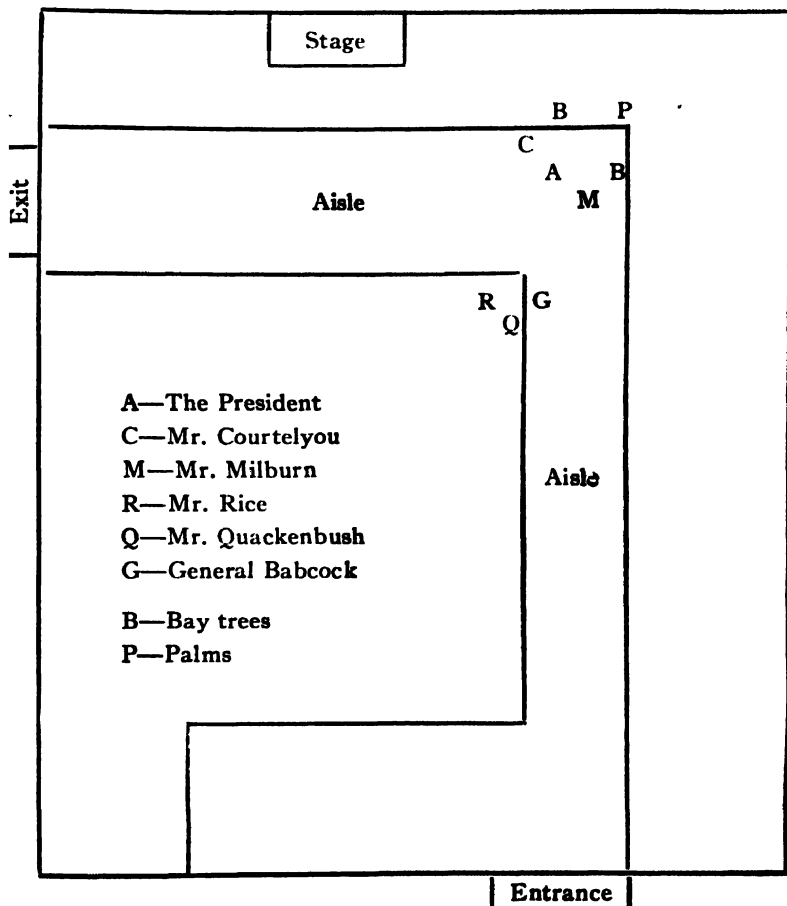 Stage
B P
C
A B
Exit
Aisle
M
R G
Q
A—The President
C—Mr. Courtelyou
M—Mr. Milburn
R—Mr. Rice
Q—Mr. Quackenbush
G—General Babcock
B—Bay trees
P—Palms
Aisle
Entrance